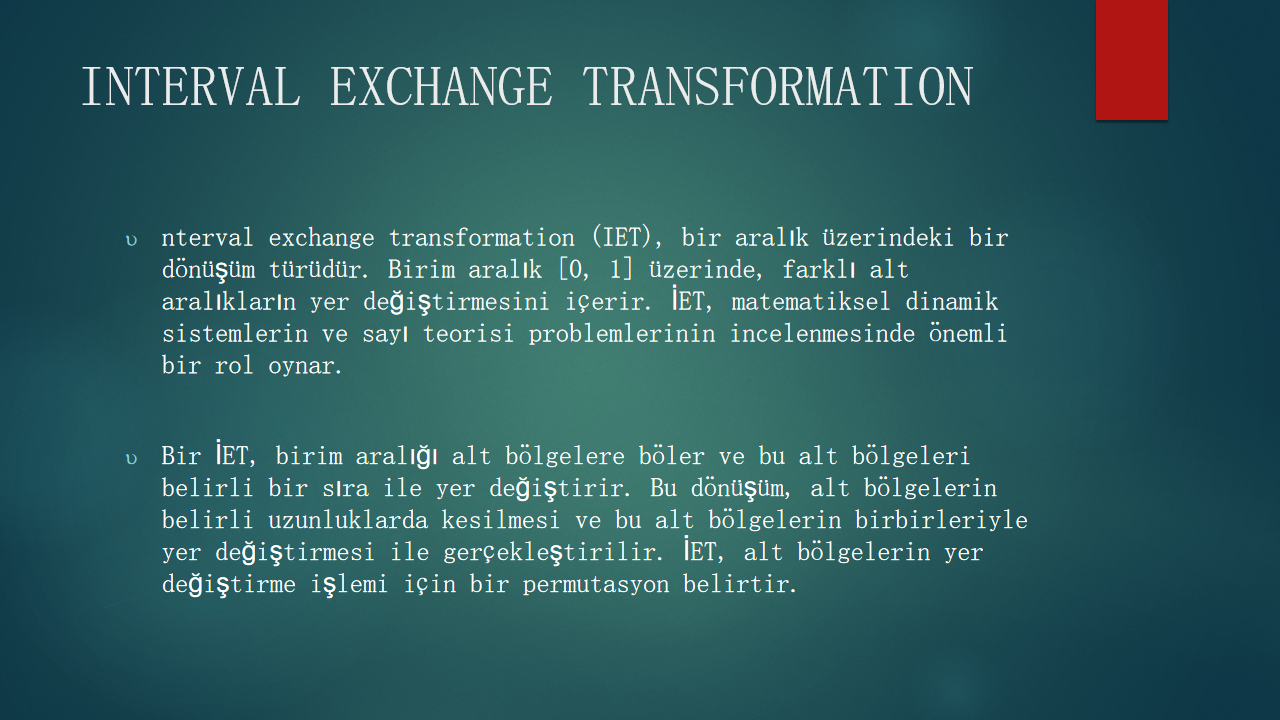 INTERVAL EXCHANGE TRANSFORMATION
υ nterval exchange transformation (IET), bir aralık üzerindeki bir
dönüşüm türüdür. Birim aralık [0, 1] üzerinde, farklı alt
aralıkların yer değiştirmesini içerir. İET, matematiksel dinamik
sistemlerin ve sayı teorisi problemlerinin incelenmesinde önemli
bir rol oynar.
υ Bir İET, birim aralığı alt bölgelere böler ve bu alt bölgeleri
belirli bir sıra ile yer değiştirir. Bu dönüşüm, alt bölgelerin
belirli uzunluklarda kesilmesi ve bu alt bölgelerin birbirleriyle
yer değiştirmesi ile gerçekleştirilir. İET, alt bölgelerin yer
değiştirme işlemi için bir permutasyon belirtir.